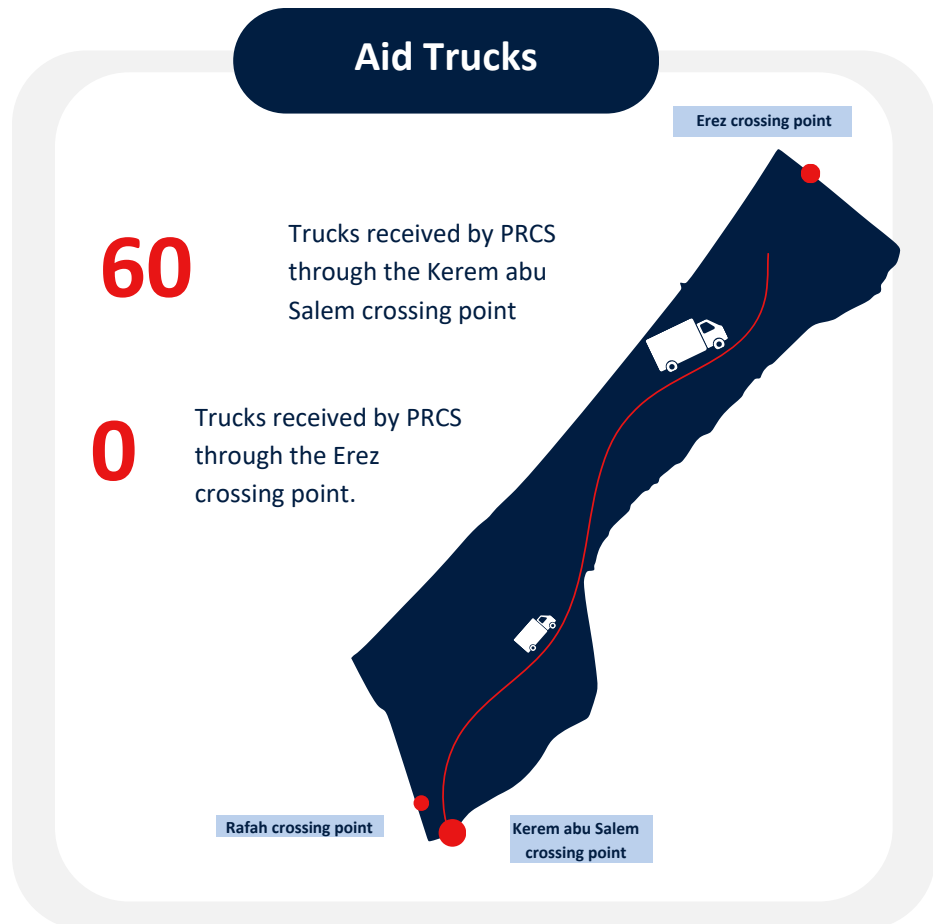 Aid Trucks
Erez crossing point
60
Trucks received by PRCS
through the Kerem abu
Salem crossing point
0
Trucks received by PRCS
through the Erez
crossing point.
Rafah crossing point
Kerem abu Salem
crossing point